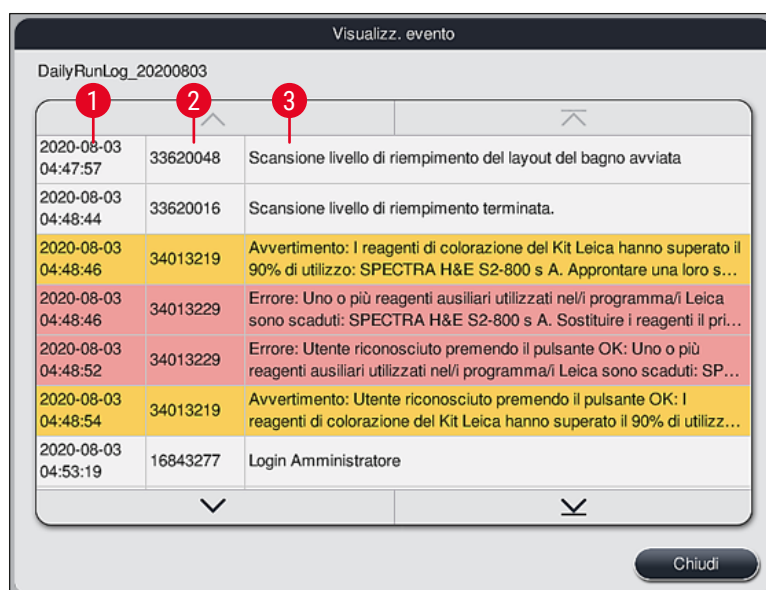 Visualizz. evento
DailyRunLog_20200803
1
2
3
2020-08-03
04:47:57
33620048
Scansione livello di riempimento del layout del bagno avviata
2020-08-03
04:48:44
33620016
Scansione livello di riempimento terminata.
2020-08-03
04:48:46
34013219
Avvertimento: I reagenti di colorazione del Kit Leica hanno superato il
90% di utilizzo: SPECTRA H&E S2-800 s A. Approntare una loro s...
2020-08-03
04:48:46
34013229
Errore: Uno o più reagenti ausiliari utilizzati nel/i programma/i Leica
sono scaduti: SPECTRA H&E S2-800 s A. Sostituire i reagenti il pri...
2020-08-03
04:48:52
34013229
Errore: Utente riconosciuto premendo il pulsante OK: Uno o più
reagenti ausiliari utilizzati nel/i programma/i Leica sono scaduti: SP...
2020-08-03
04:48:54
34013219
Avvertimento: Utente riconosciuto premendo il pulsante OK: I
reagenti di colorazione del Kit Leica hanno superato il 90% di utilizz...
2020-08-03
04:53:19
16843277
Login Amministratore
Chiudi